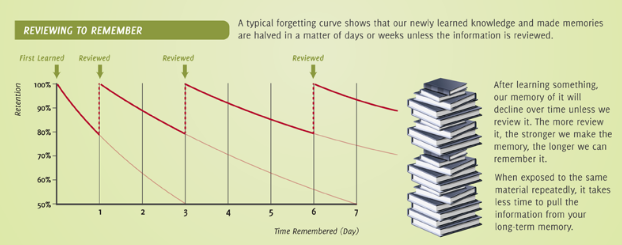 REVIEWING TO REMEMBER
A typical forgetting curve shows that our newly learned knowledge and made memories
are halved in a matter of days or weeks unless the information is reviewed.
First Learned Reviewed Reviewed Reviewed
Retention
100%
90%
80%
70%
60%
50%
1 2 3 4 5 6 7
Time Remembered (Day)
After learning something,
our memory of it will
decline over time unless we
review it. The more review
it, the stronger we make the
memory, the longer we can
remember it.
When exposed to the same
material repeatedly, it takes
less time to pull the
information from your
long-term memory.